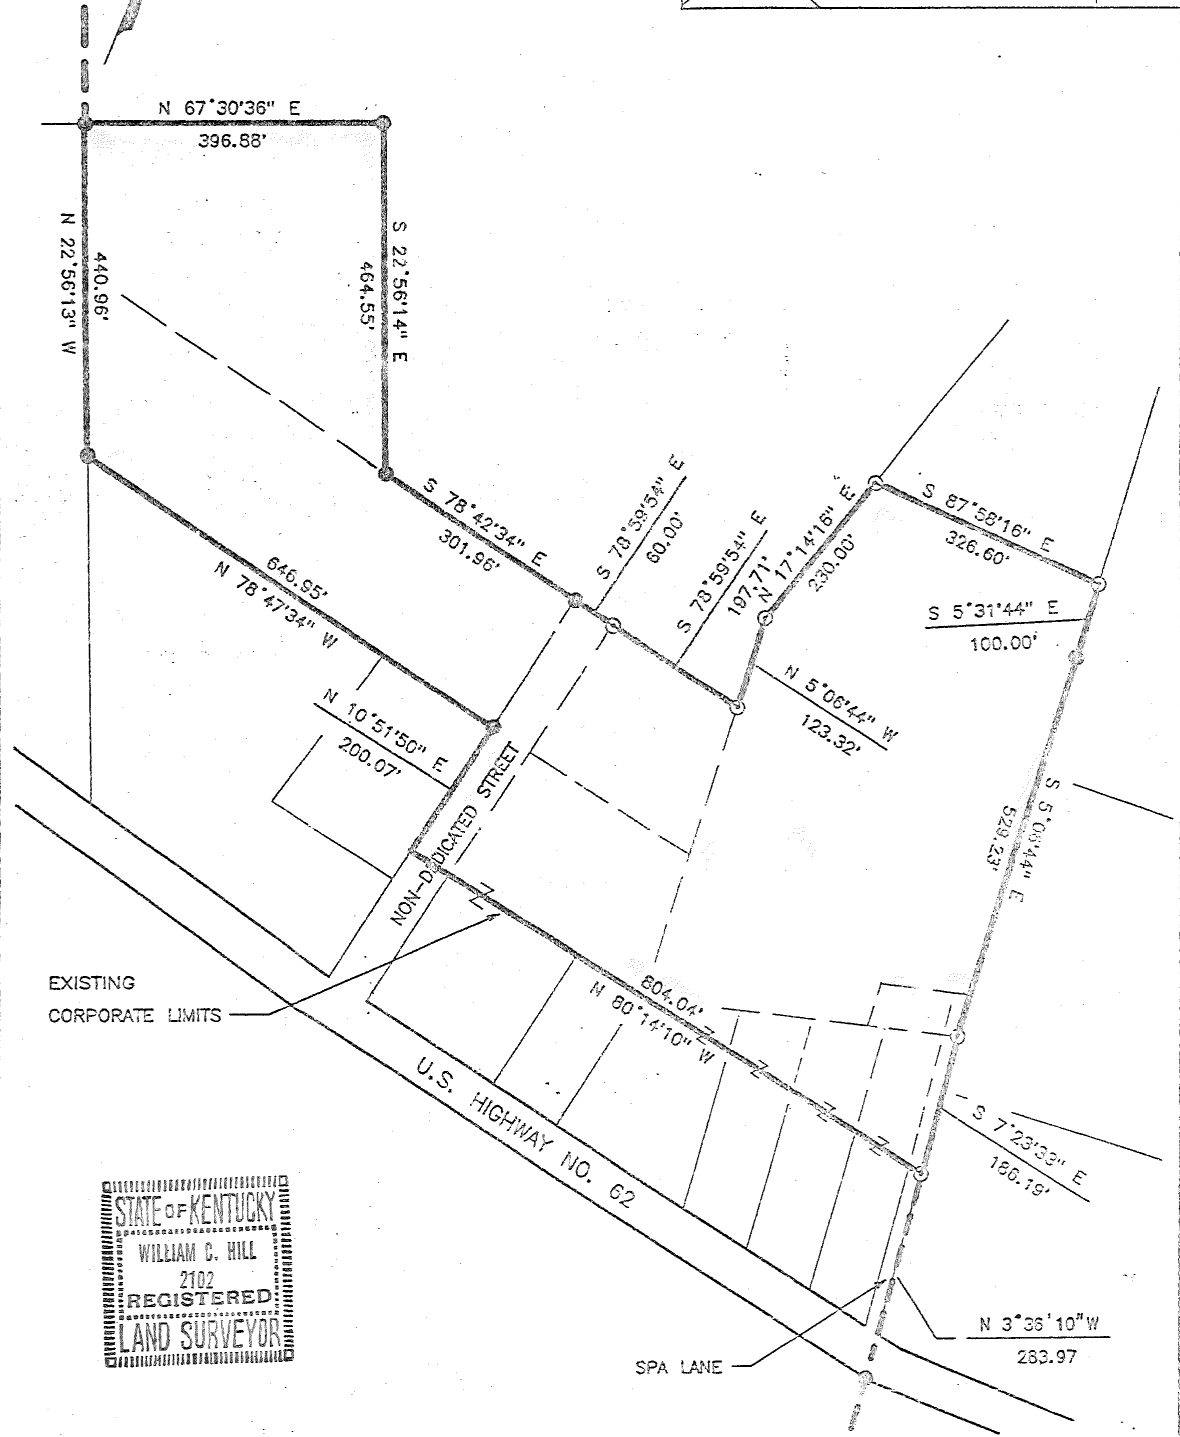 N 67°30'36" E
396.88'
N 22°56'13" W
440.96'
S 22°56'14" E
464.55'
S 78°42'34" E
301.96'
S 78°59'54" E
60.00'
S 78°59'54" E
197.71'
N 17°14'16" E
230.00'
S 87°58'16" E
326.60'
S 5°31'44" E
100.00'
646.95'
N 78°47'34" W
N 10°51'50" E
200.07'
N 5°06'44" W
123.32'
S 5°06'44" E
529.23'
NON-DEDICATED STREET
EXISTING
CORPORATE LIMITS
804.04'
N 80°14'10" W
U.S. HIGHWAY NO. 62
S 7°23'33" E
186.19'
STATE OF KENTUCKY
WILLIAM C. HILL
2102
REGISTERED
LAND SURVEYOR
N 3°36'10" W
283.97
SPA LANE